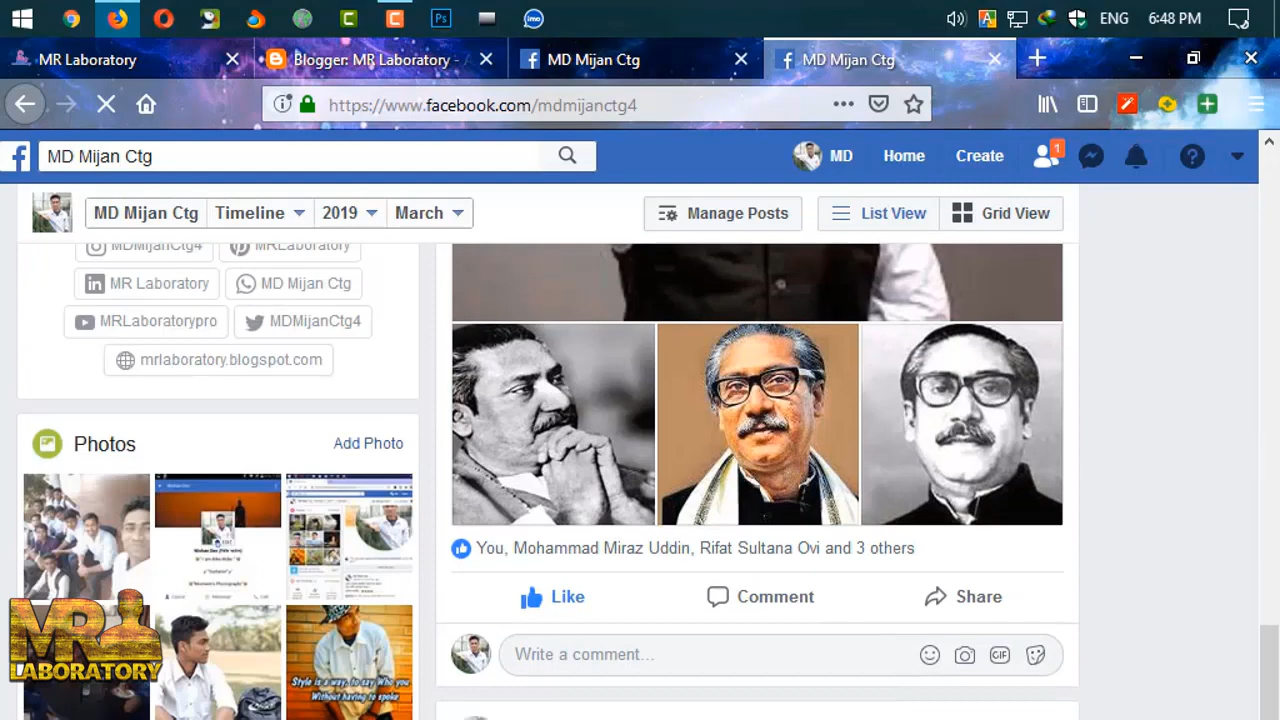 ENG 6:48 PM
MR Laboratory
Blogger: MR Laboratory - A
MD Mijan Ctg
MD Mijan Ctg
https://www.facebook.com/mdmijanctg4
MD Mijan Ctg
MD Home Create 1
MD Mijan Ctg Timeline 2019 March
Manage Posts List View Grid View
MDMijanCtg4 MRLaboratory
MR Laboratory MD Mijan Ctg
MRLaboratorypro MDMijanCtg4
mrlaboratory.blogspot.com
Photos Add Photo
You, Mohammad Miraz Uddin, Rifat Sultana Ovi and 3 others
Like Comment Share
Write a comment...
GIF
MR
LABORATORY
Style is a way, to say Who you
Without having to spoke